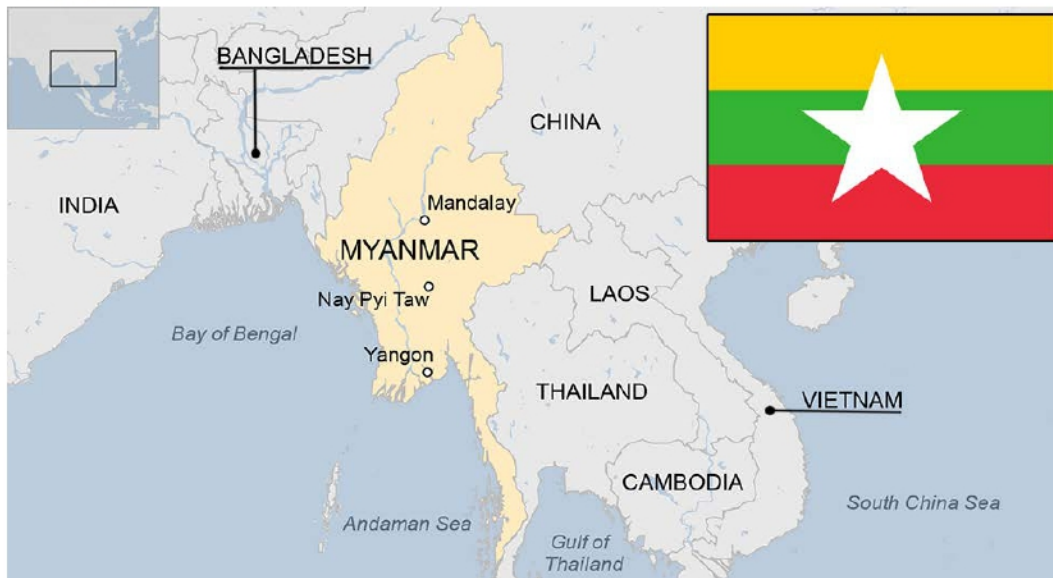 BANGLADESH
CHINA
INDIA
Mandalay
MYANMAR
Nay Pyi Taw
LAOS
Bay of Bengal
Yangon
THAILAND
VIETNAM
CAMBODIA
South China Sea
Andaman Sea
Gulf of
Thailand